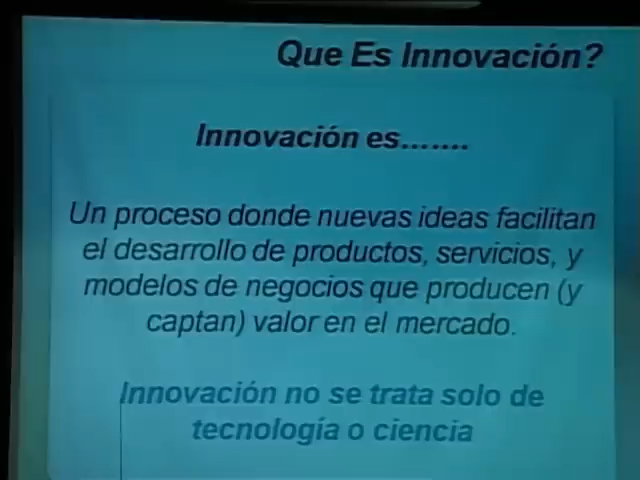 Que Es Innovación?
Innovación es.......
Un proceso donde nuevas ideas facilitan
el desarrollo de productos, servicios, y
modelos de negocios que producen (y
captan) valor en el mercado.
Innovación no se trata solo de
tecnología o ciencia